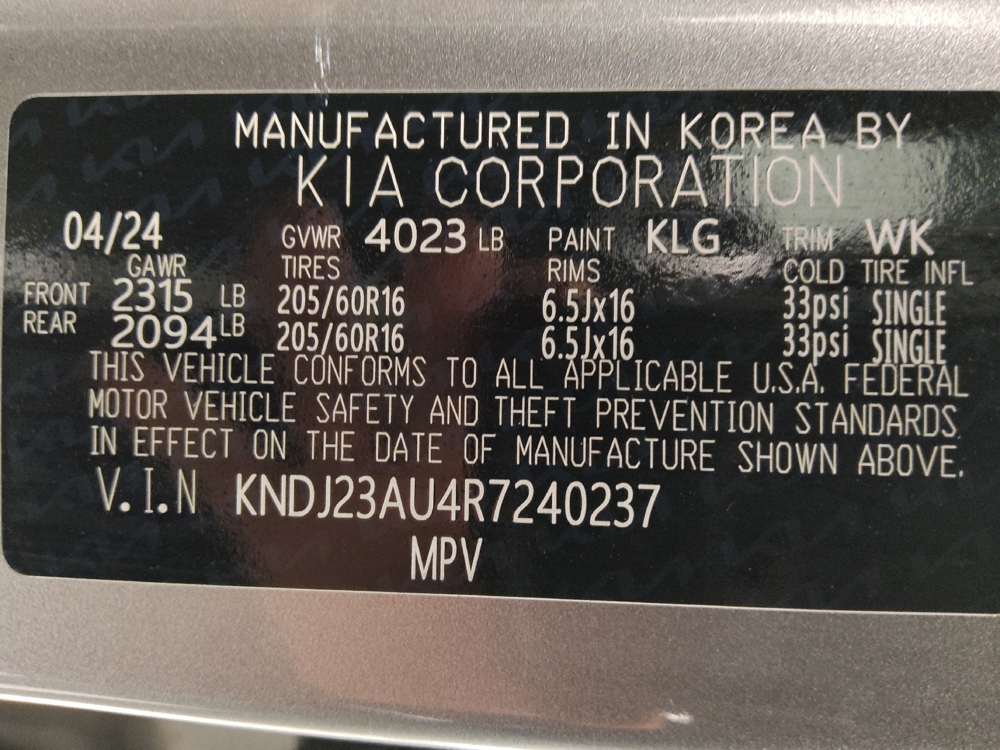 MANUFACTURED IN KOREA BY
KIA CORPORATION
04/24 GVWR 4023 LB PAINT KLG TRIM WK
GAWR TIRES RIMS COLD TIRE INFL
FRONT 2315 LB 205/60R16 6.5Jx16 33psi SINGLE
REAR 2094 LB 205/60R16 6.5Jx16 33psi SINGLE
THIS VEHICLE CONFORMS TO ALL APPLICABLE U.S.A. FEDERAL
MOTOR VEHICLE SAFETY AND THEFT PREVENTION STANDARDS
IN EFFECT ON THE DATE OF MANUFACTURE SHOWN ABOVE.
V.I.N KNDJ23AU4R7240237
MPV